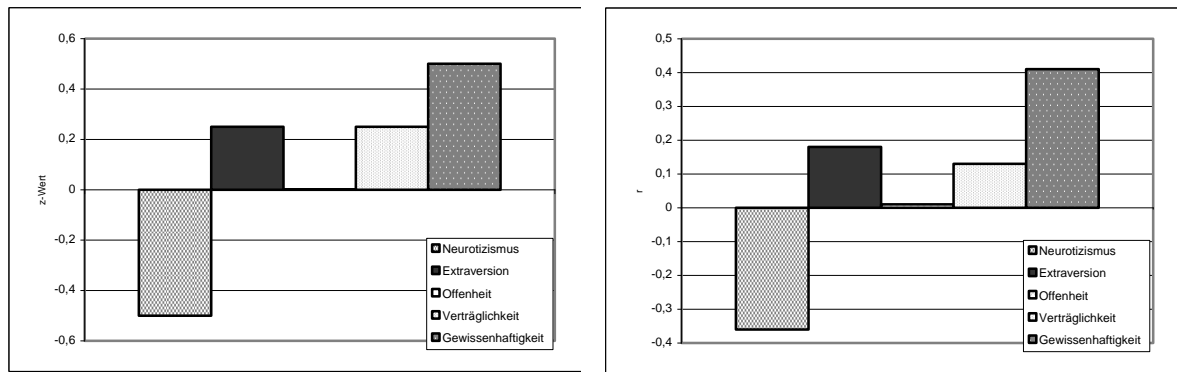 0,6
0,4
0,2
0
-0,2
-0,4
-0,6
z-Wert
Neurotizismus
Extraversion
Offenheit
Verträglichkeit
Gewissenhaftigkeit
0,5
0,4
0,3
0,2
0,1
0
-0,1
-0,2
-0,3
-0,4
r
Neurotizismus
Extraversion
Offenheit
Verträglichkeit
Gewissenhaftigkeit